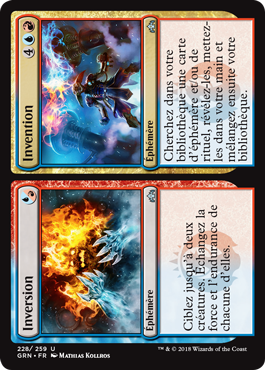 Inversion
Éphémère
Ciblez jusqu'à deux
créatures. Échangez la
force et l'endurance de
chacune d'elles.
Invention
4
Éphémère
Cherchez dans votre
bibliothèque une carte
d'éphémère et/ou de
rituel, révélez-les, mettez-
les dans votre main et
mélangez ensuite votre
bibliothèque.
228/259 U
GRN • FR Mathias Kollros
™ & © 2018 Wizards of the Coast